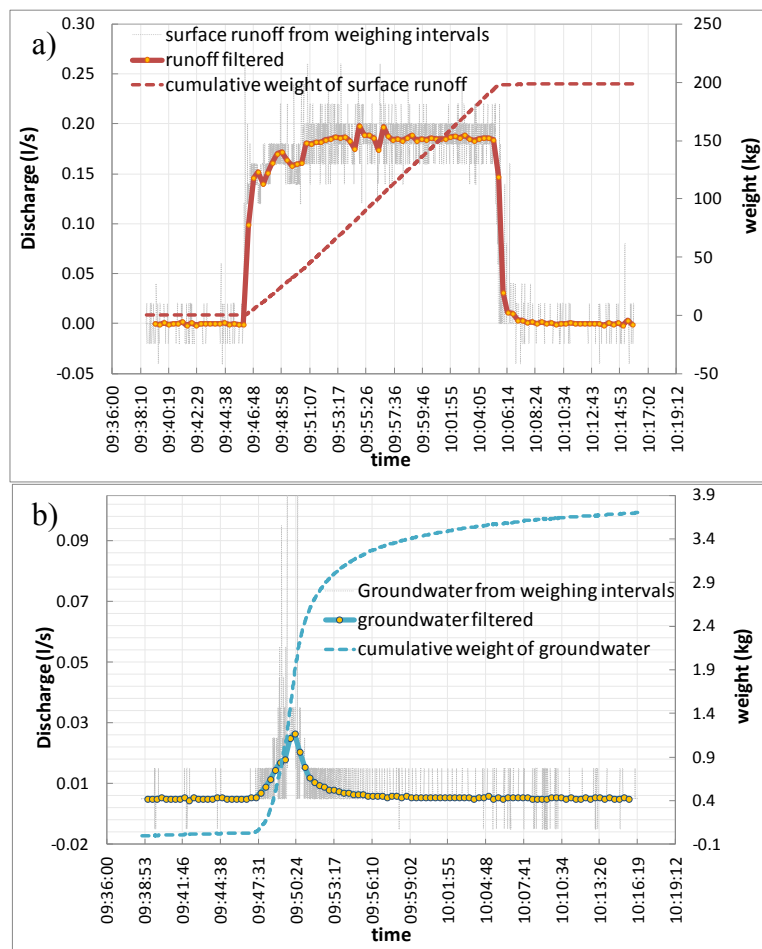 a)
surface runoff from weighing intervals
runoff filtered
cumulative weight of surface runoff
Discharge (l/s)
0.30
0.25
0.20
0.15
0.10
0.05
0.00
-0.05
weight (kg)
250
200
150
100
50
0
-50
09:36:00 09:38:10 09:40:19 09:42:29 09:44:38 09:46:48 09:48:58 09:51:07 09:53:17 09:55:26 09:57:36 09:59:46 10:01:55 10:04:05 10:06:14 10:08:24 10:10:34 10:12:43 10:14:53 10:17:02 10:19:12
time
b)
Groundwater from weighing intervals
groundwater filtered
cumulative weight of groundwater
Discharge (l/s)
0.09
0.07
0.05
0.03
0.01
-0.02
weight (kg)
3.9
3.4
2.9
2.4
1.9
1.4
0.9
0.4
-0.1
09:36:00 09:38:53 09:41:46 09:44:38 09:47:31 09:50:24 09:53:17 09:56:10 09:59:02 10:01:55 10:04:48 10:07:41 10:10:34 10:13:26 10:16:19 10:19:12
time